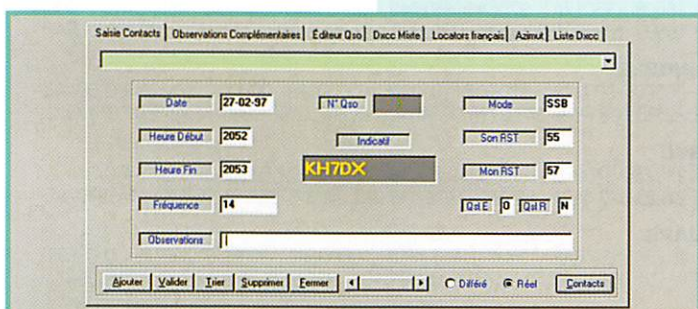 Saisie Contacts Observations Complémentaires Éditeur Qso Dxcc Mixte Locators français Azimut Liste Dxcc
Date 27-02-97 N° Qso Mode SSB
Heure Début 2052 Indicatif Son RST 55
Heure Fin 2053 KH7DX Mon RST 57
Fréquence 14 Qsl E O Qsl R N
Observations
Ajouter Valider Trier Supprimer Fermer Différé Réel Contacts